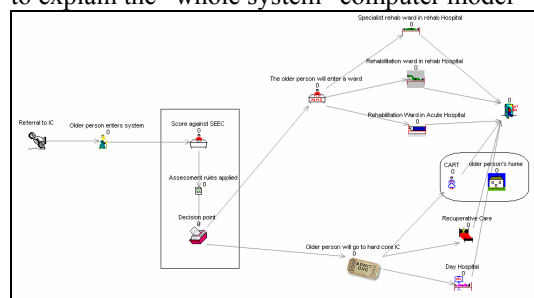 to explain the "whole system" computer model
Specialist rehab ward in rehab Hospital
0
Rehabilitation ward in rehab Hospital
0
The older person will enter a ward
0
0
Rehabilitation Ward in Acute Hospital
0
Referral to IC
Older person enters system
0
Score against SEEC
0
Assessment rules applied
0
Decision point
0
CART
0
older person's home
0
Recuperative Care
0
Older person will go to hard core IC
0
ADMIT
ONE
Day Hospital
0